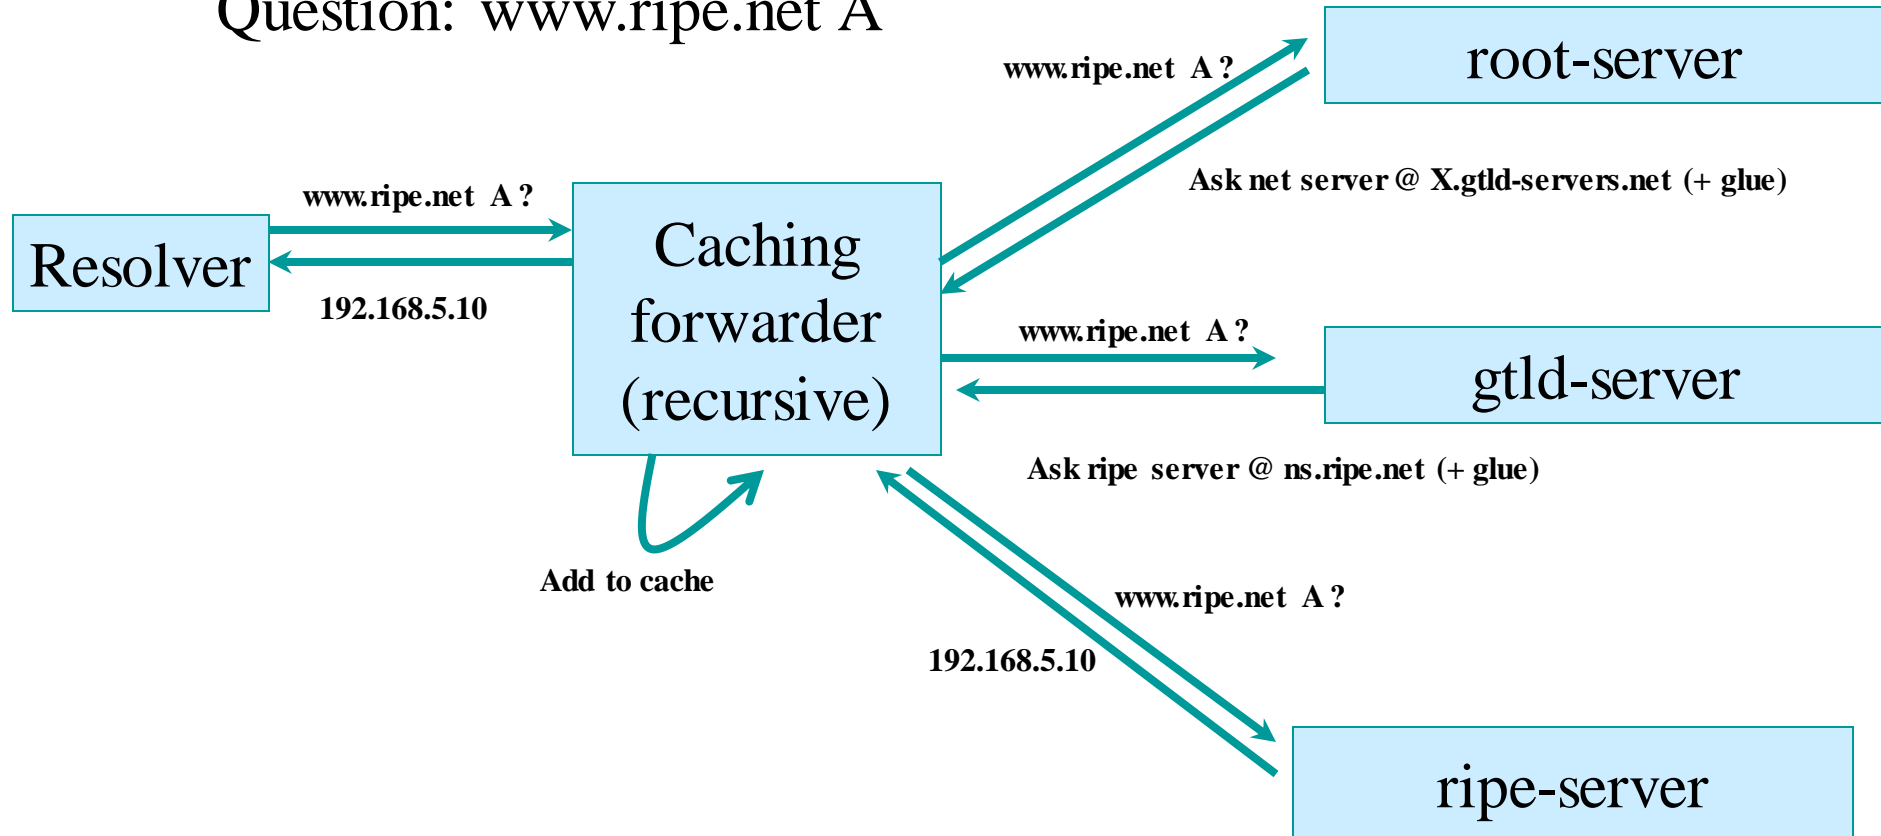 Question: www.ripe.net A
www.ripe.net A ?
root-server
Ask net server @ X.gtld-servers.net (+ glue)
www.ripe.net A ?
Resolver
192.168.5.10
Caching
forwarder
(recursive)
www.ripe.net A ?
gtld-server
Ask ripe server @ ns.ripe.net (+ glue)
Add to cache
www.ripe.net A ?
192.168.5.10
ripe-server